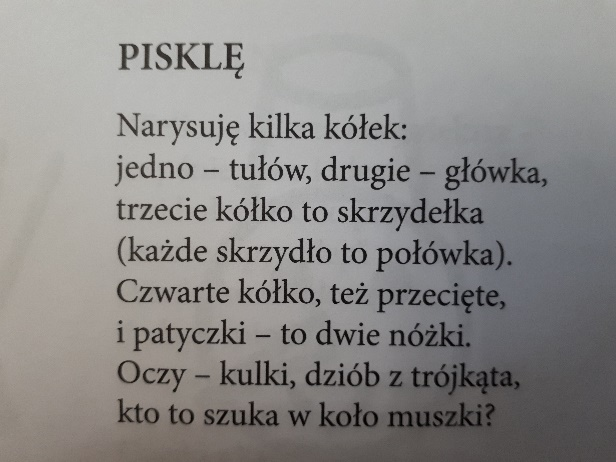 PISKLĘ
Narysuję kilka kółek:
jedno – tułów, drugie – główka,
trzecie kółko to skrzydełka
(każde skrzydło to połówka).
Czwarte kółko, też przecięte,
i patyczki – to dwie nóżki.
Oczy – kulki, dziób z trójkąta,
kto to szuka w koło muszki?